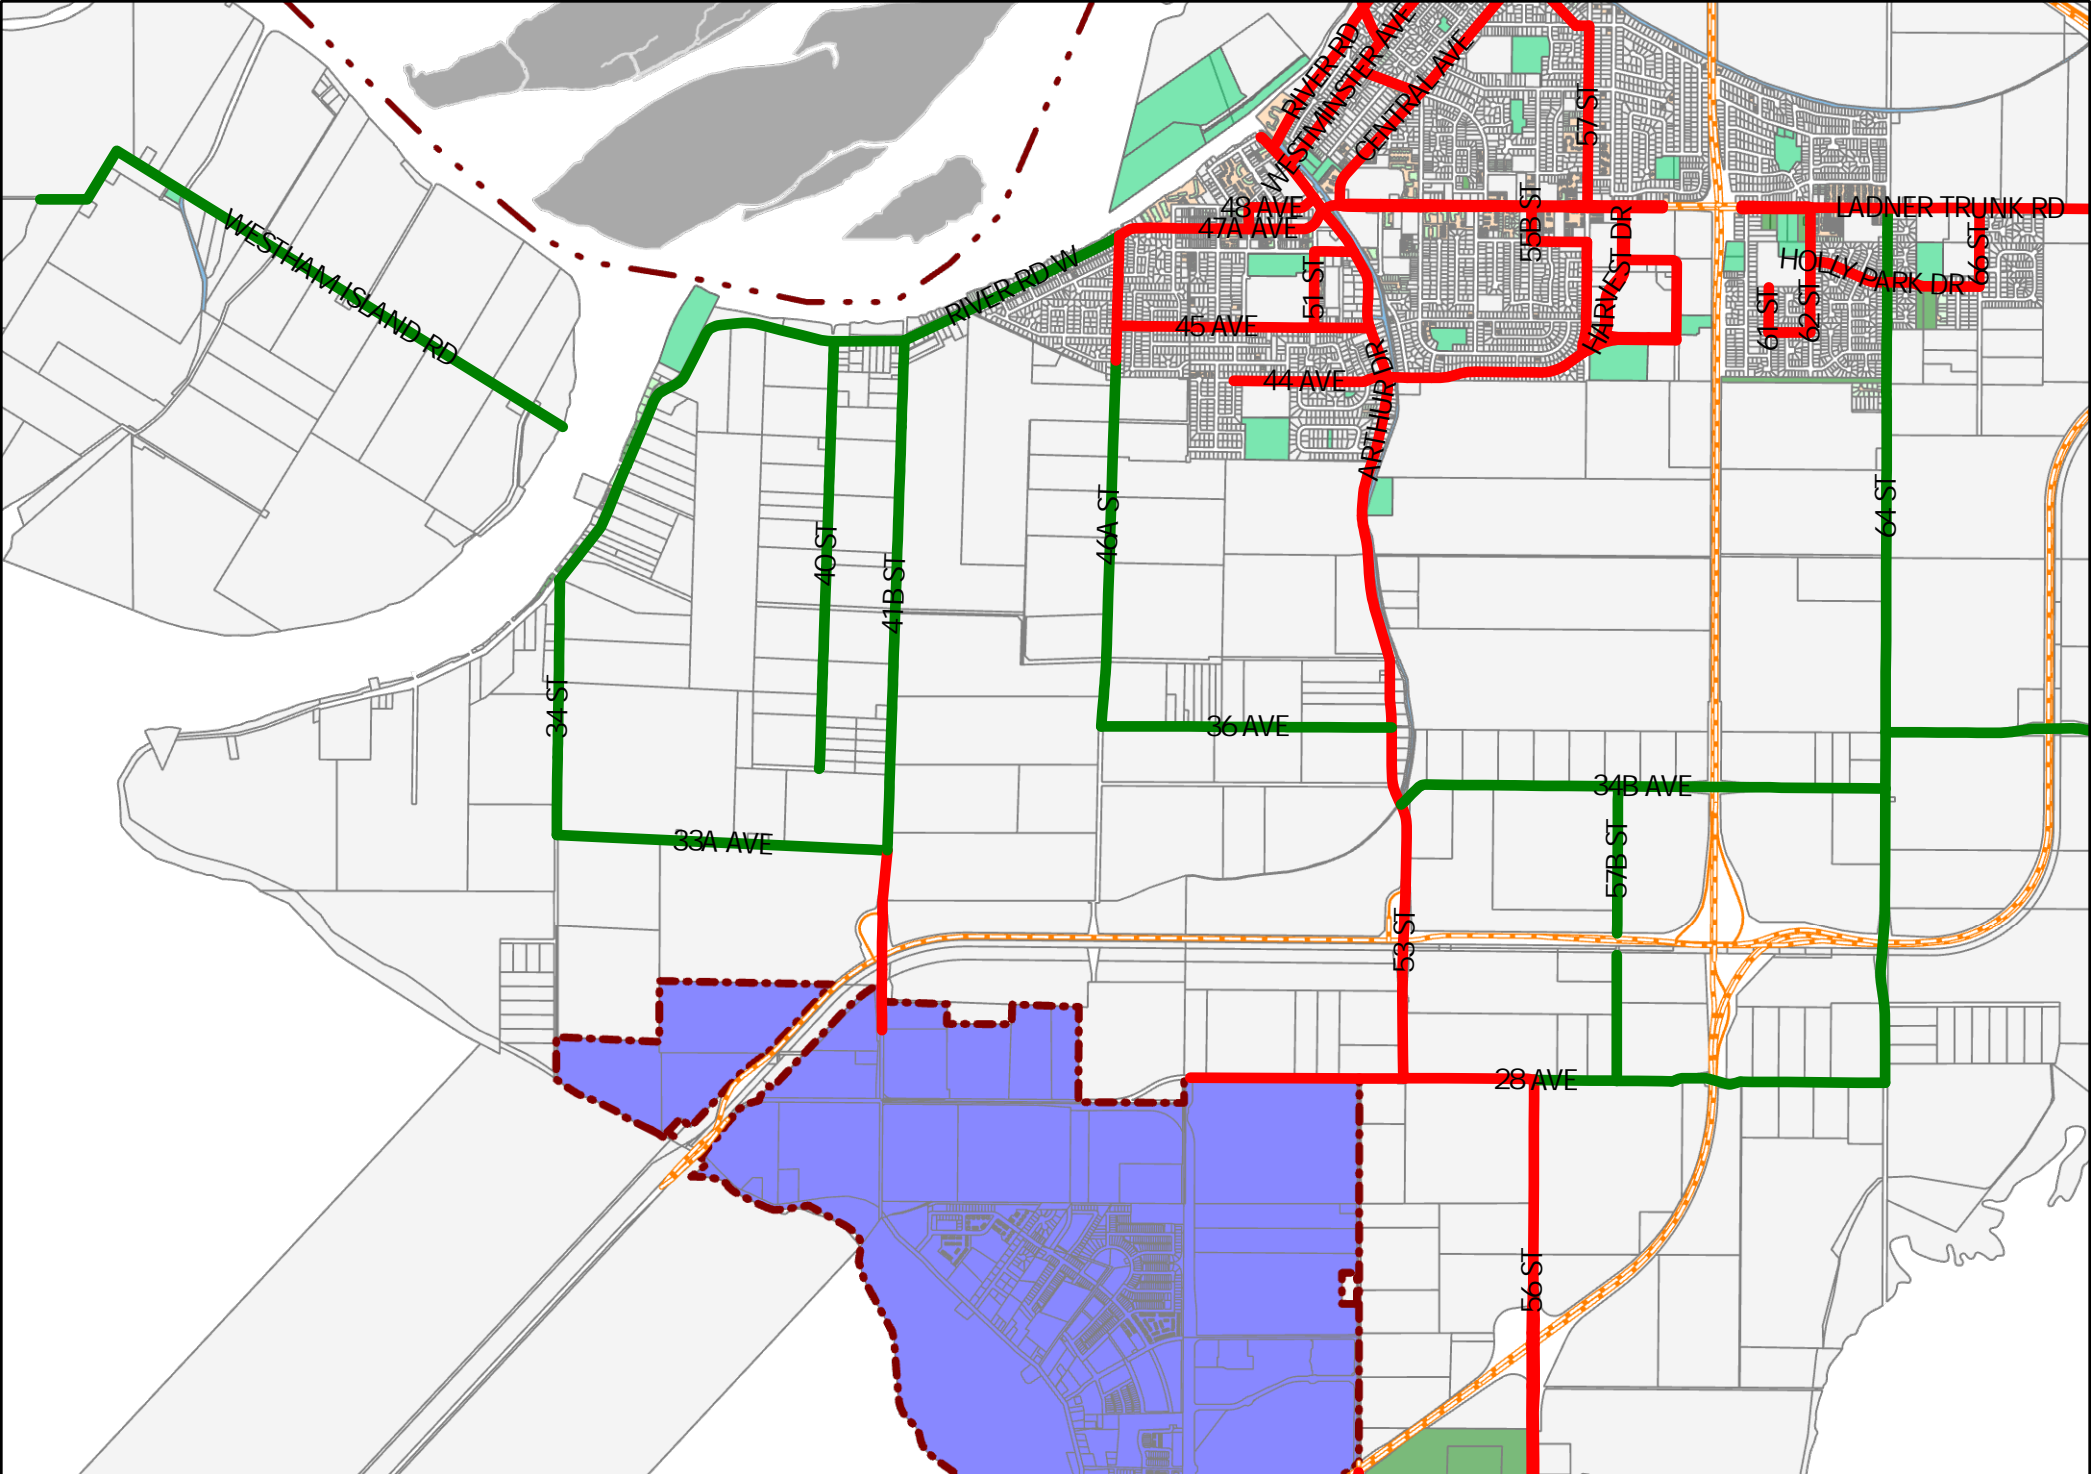 RIVER RD
WESTMINSTER AVE
CENTRAL AVE
57 ST
48 AVE
47A AVE
55B ST
HARVEST DR
LADNER TRUNK RD
66 ST
HOLLY PARK DR
61 ST
62 ST
WESTHAM ISLAND RD
RIVER RD W
51 ST
45 AVE
44 AVE
ARTHUR DR
46A ST
64 ST
40 ST
41B ST
34 ST
36 AVE
34B AVE
33A AVE
57B ST
53 ST
28 AVE
56 ST